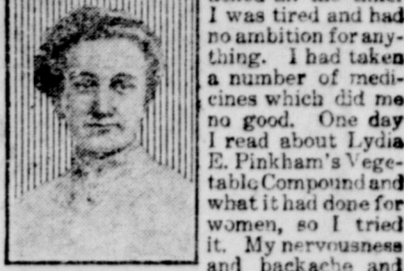 I was tired and had
no ambition for any-
thing. I had taken
a number of medi-
cines which did me
no good. One day
I read about Lydia
E. Pinkham's Vege-
table Compound and
what it had done for
women, so I tried
it. My nervousness
and backache and